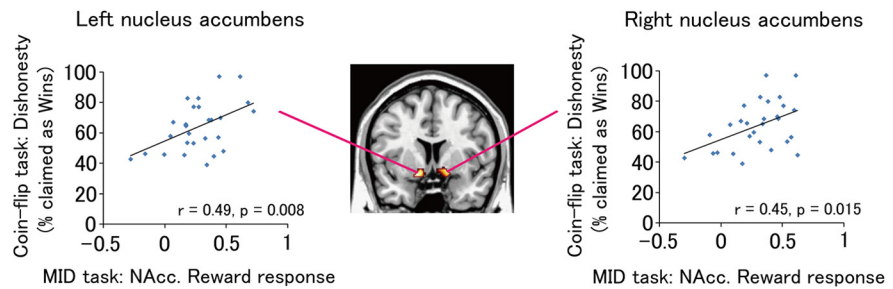 Left nucleus accumbens
Coin-flip task: Dishonesty
(% claimed as Wins)
100
80
60
40
20
0
r = 0.49, p = 0.008
-0.5
0
0.5
1
MID task: NAcc. Reward response
Right nucleus accumbens
Coin-flip task: Dishonesty
(% claimed as Wins)
100
80
60
40
20
0
r = 0.45, p = 0.015
-0.5
0
0.5
1
MID task: NAcc. Reward response